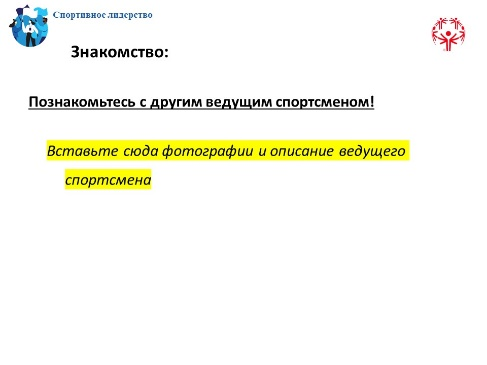 Спортивное лидерство
Знакомство:
Познакомьтесь с другим ведущим спортсменом!
Вставьте сюда фотографии и описание ведущего
спортсмена